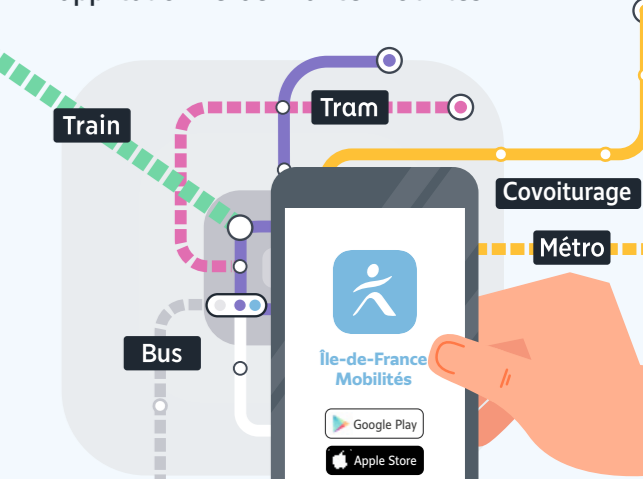 Tram
Train
Covoiturage
Métro
Bus
Île-de-France
Mobilités
Google Play
Apple Store